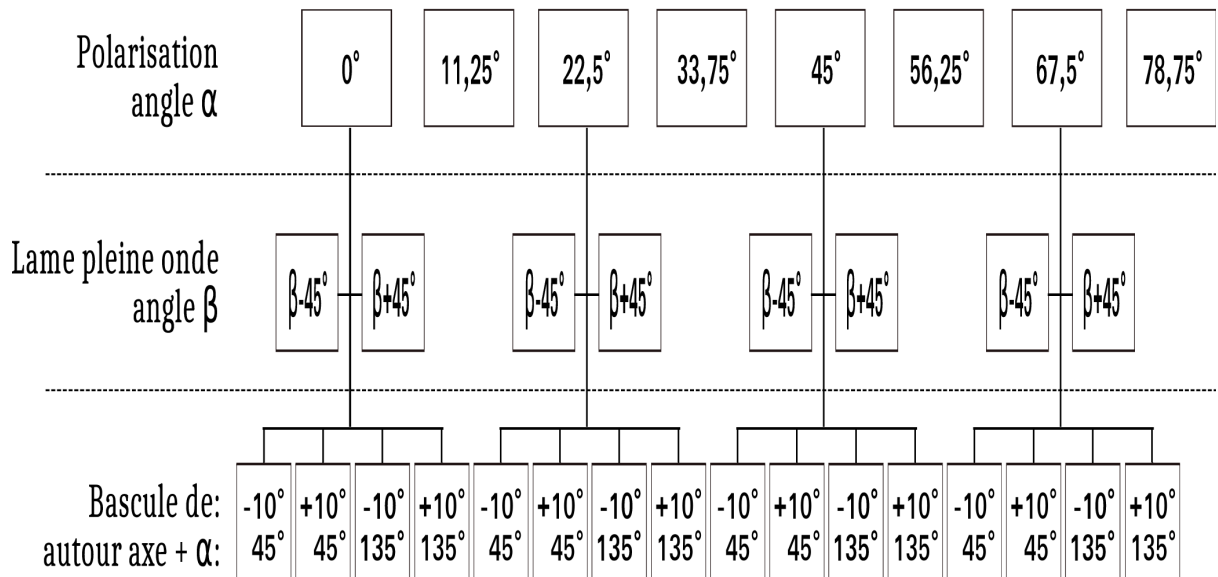 Polarisation
angle α
0° 11,25° 22,5° 33,75° 45° 56,25° 67,5° 78,75°
Lame pleine onde
angle β
β-45° β+45° β-45° β+45° β-45° β+45° β-45° β+45°
Bascule de:
autour axe + α:
-10° +10° -10° +10° -10° +10° -10° +10° -10° +10° -10° +10° -10° +10° -10° +10°
45° 45° 135° 135° 45° 45° 135° 135° 45° 45° 135° 135° 45° 45° 135° 135°